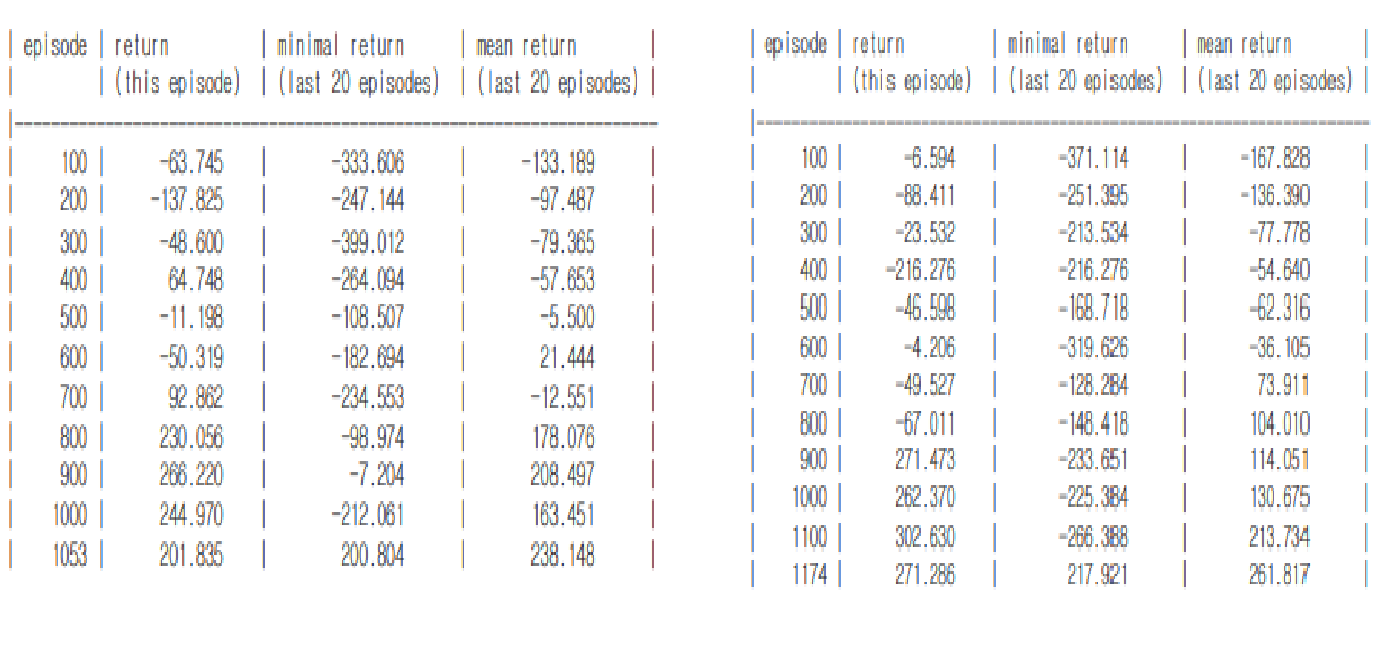 | episode | return | minimal return | mean return |
| | (this episode) | (last 20 episodes) | (last 20 episodes) |
|---------------------------------------------------------------------
| 100 | -63.745 | -333.606 | -133.189 |
| 200 | -137.825 | -247.144 | -97.487 |
| 300 | -48.600 | -399.012 | -79.365 |
| 400 | 64.748 | -264.094 | -57.653 |
| 500 | -11.198 | -108.507 | -5.500 |
| 600 | -50.319 | -182.694 | 21.444 |
| 700 | 92.862 | -234.553 | -12.551 |
| 800 | 230.056 | -98.974 | 178.076 |
| 900 | 266.220 | -7.204 | 208.497 |
| 1000 | 244.970 | -212.061 | 163.451 |
| 1053 | 201.835 | 200.804 | 238.148 |
| episode | return | minimal return | mean return |
| | (this episode) | (last 20 episodes) | (last 20 episodes) |
|---------------------------------------------------------------------
| 100 | -6.594 | -371.114 | -167.828 |
| 200 | -88.411 | -251.395 | -136.390 |
| 300 | -23.532 | -213.534 | -77.778 |
| 400 | -216.276 | -216.276 | -54.640 |
| 500 | -46.598 | -168.718 | -62.316 |
| 600 | -4.206 | -319.626 | -36.105 |
| 700 | -49.527 | -128.284 | 73.911 |
| 800 | -67.011 | -148.418 | 104.010 |
| 900 | 271.473 | -233.651 | 114.051 |
| 1000 | 262.370 | -225.384 | 130.675 |
| 1100 | 302.630 | -266.388 | 213.734 |
| 1174 | 271.286 | 217.921 | 261.817 |